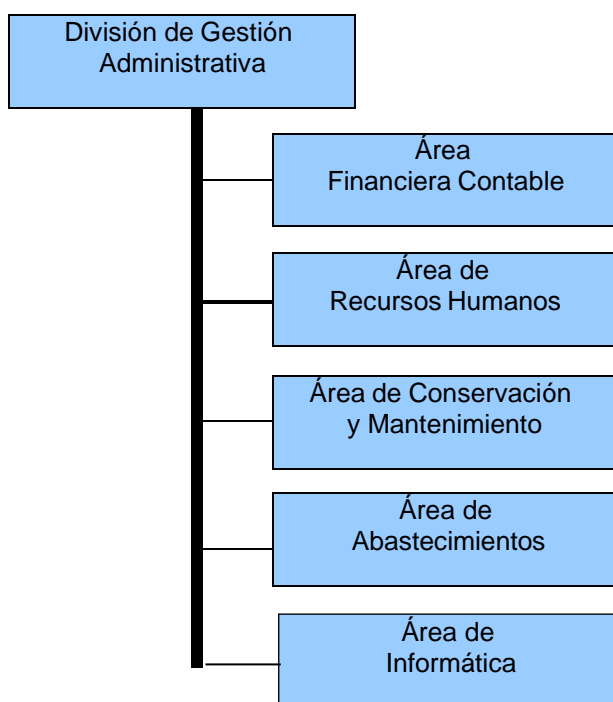 División de Gestión
Administrativa
Área
Financiera Contable
Área de
Recursos Humanos
Área de Conservación
y Mantenimiento
Área de
Abastecimientos
Área de
Informática